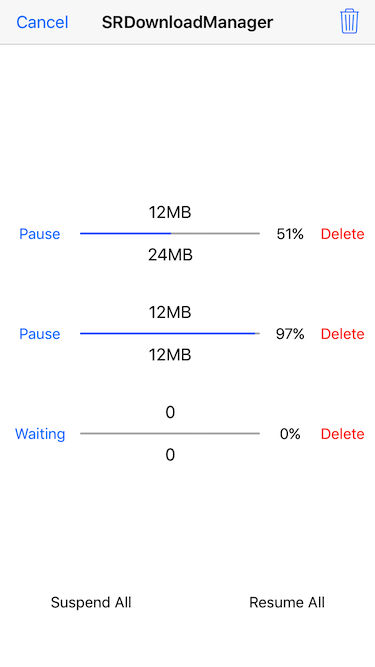 Cancel SRDownloadManager
12MB
Pause 51% Delete
24MB
12MB
Pause 97% Delete
12MB
0
Waiting 0% Delete
0
Suspend All Resume All